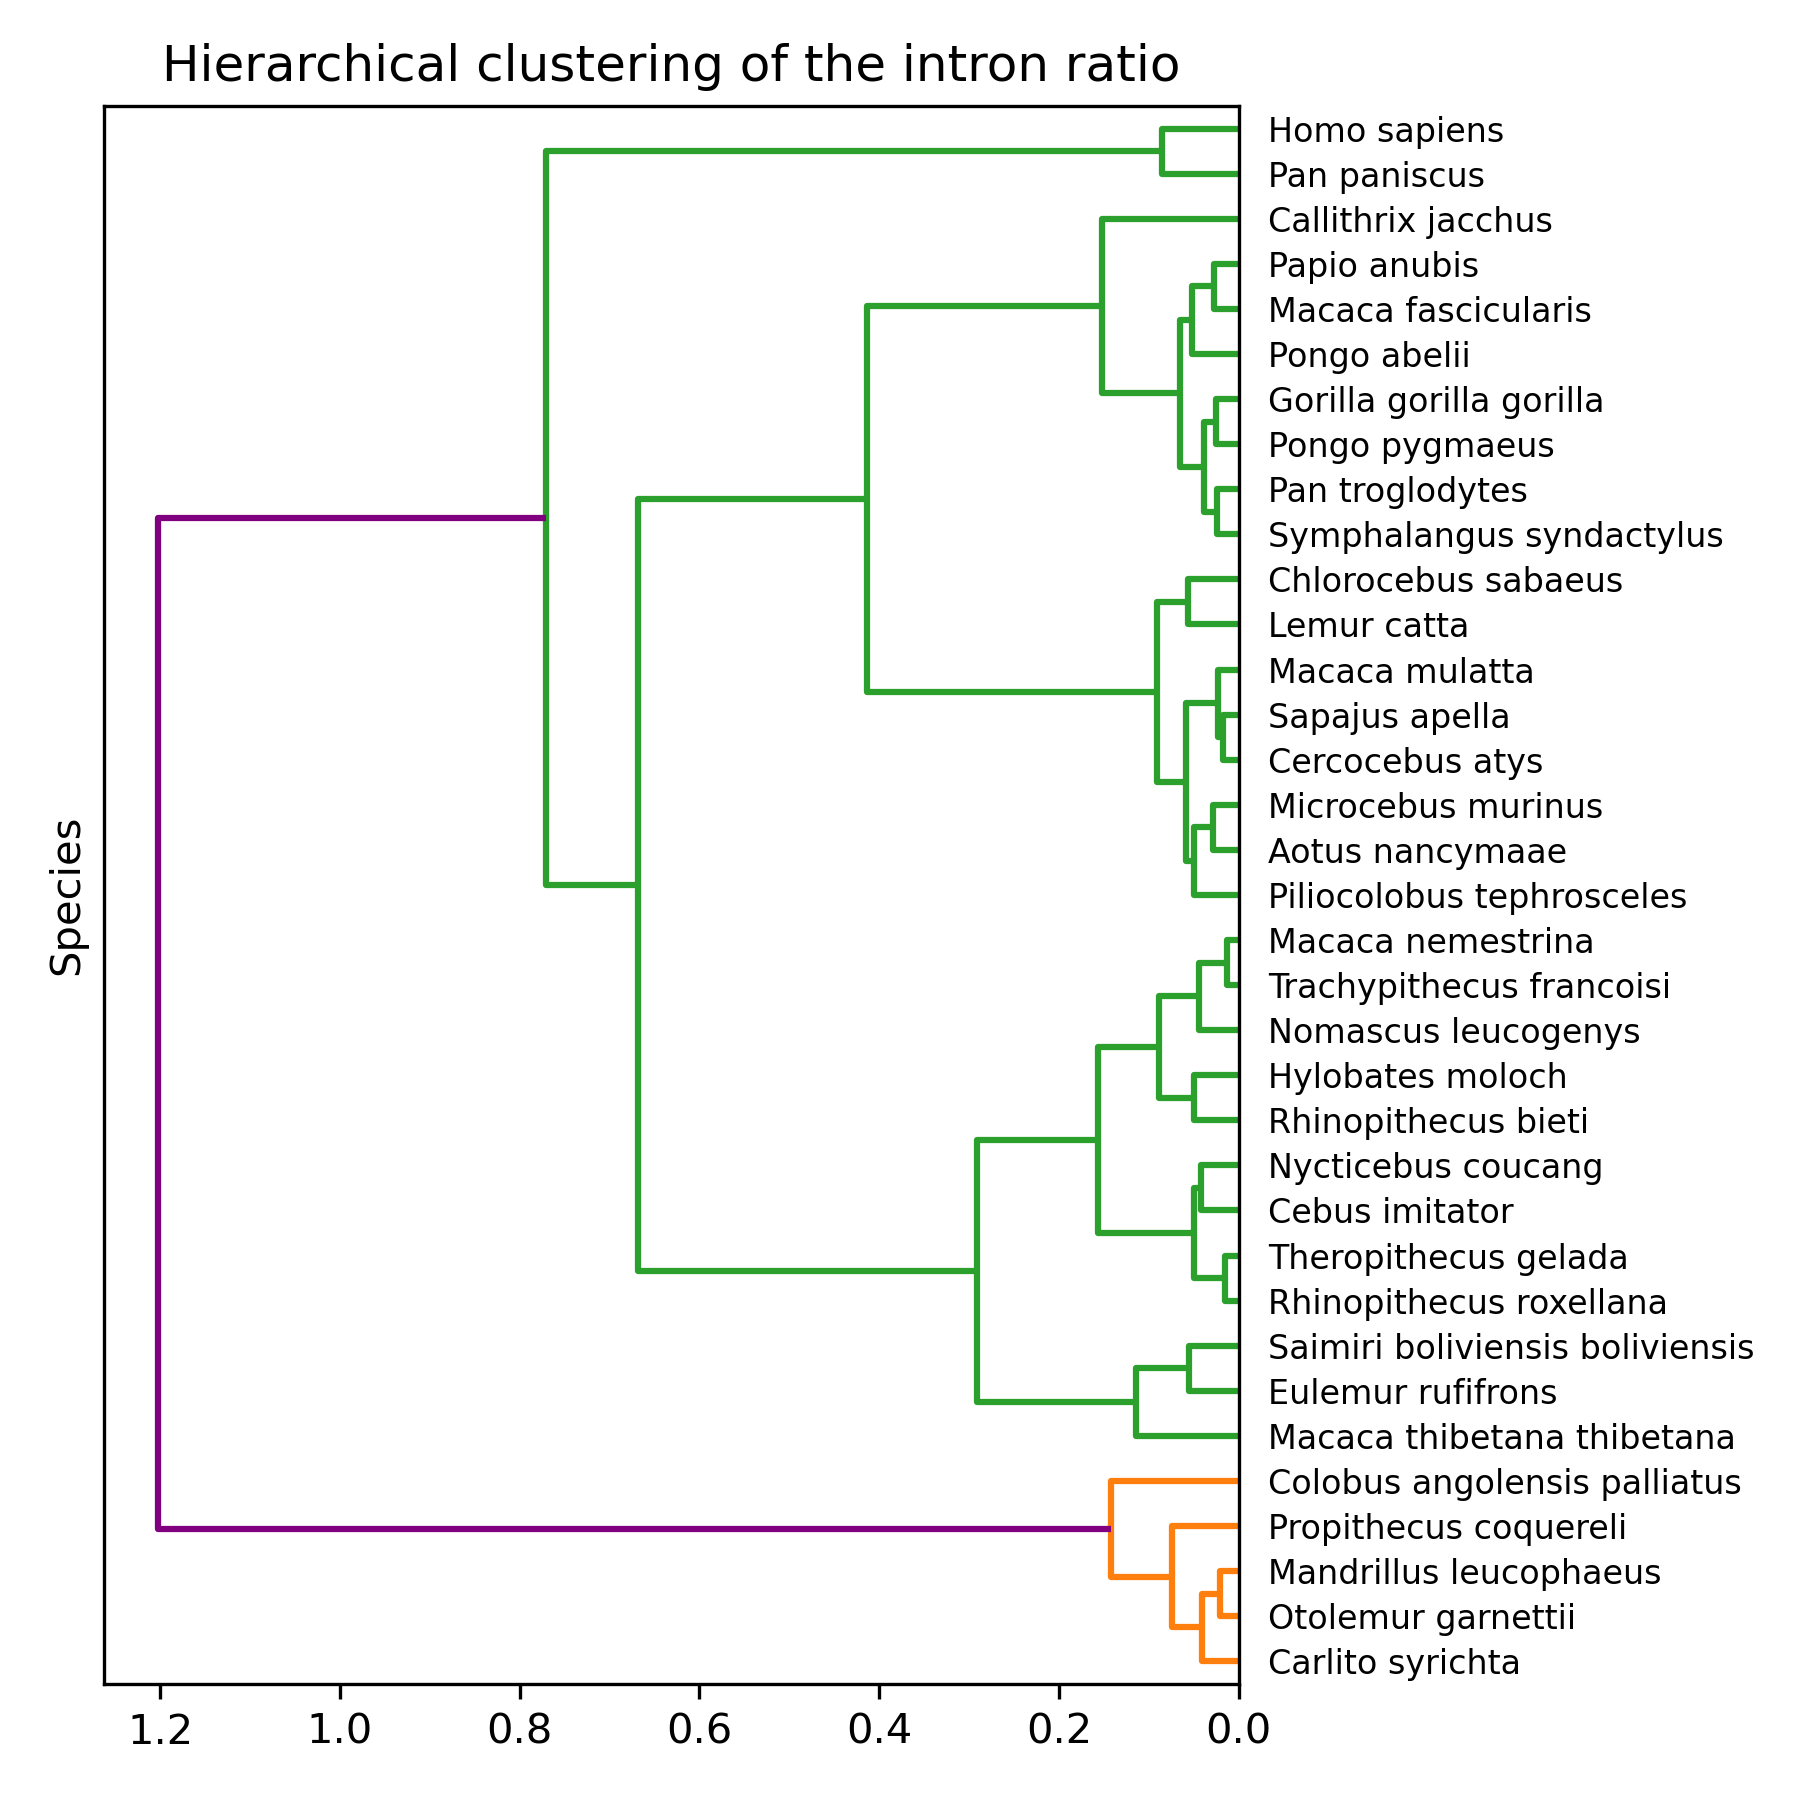 Hierarchical clustering of the intron ratio
Homo sapiens
Pan paniscus
Callithrix jacchus
Papio anubis
Macaca fascicularis
Pongo abelii
Gorilla gorilla gorilla
Pongo pygmaeus
Pan troglodytes
Symphalangus syndactylus
Chlorocebus sabaeus
Lemur catta
Macaca mulatta
Sapajus apella
Cercocebus atys
Microcebus murinus
Aotus nancymaae
Piliocolobus tephrosceles
Macaca nemestrina
Trachypithecus francoisi
Nomascus leucogenys
Hylobates moloch
Rhinopithecus bieti
Nycticebus coucang
Cebus imitator
Theropithecus gelada
Rhinopithecus roxellana
Saimiri boliviensis boliviensis
Eulemur rufifrons
Macaca thibetana thibetana
Colobus angolensis palliatus
Propithecus coquereli
Mandrillus leucophaeus
Otolemur garnettii
Carlito syrichta
Species
1.2 1.0 0.8 0.6 0.4 0.2 0.0